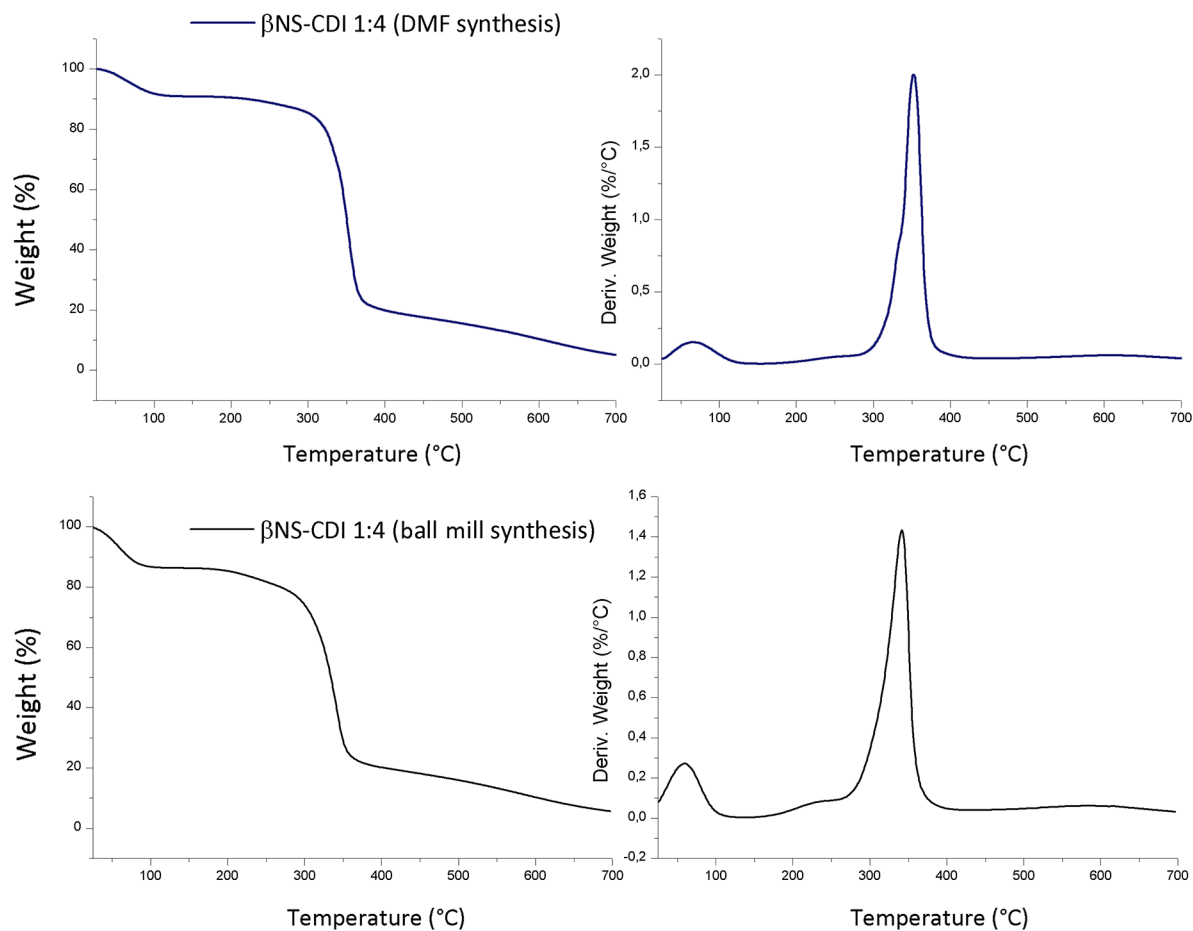 βNS-CDI 1:4 (DMF synthesis)
Weight (%)
100
80
60
40
20
0
100 200 300 400 500 600 700
Temperature (°C)
Deriv. Weight (%/°C)
2,0
1,5
1,0
0,5
0,0
100 200 300 400 500 600 700
Temperature (°C)
βNS-CDI 1:4 (ball mill synthesis)
Weight (%)
100
80
60
40
20
0
100 200 300 400 500 600 700
Temperature (°C)
Deriv. Weight (%/°C)
1,6
1,4
1,2
1,0
0,8
0,6
0,4
0,2
0,0
-0,2
100 200 300 400 500 600 700
Temperature (°C)